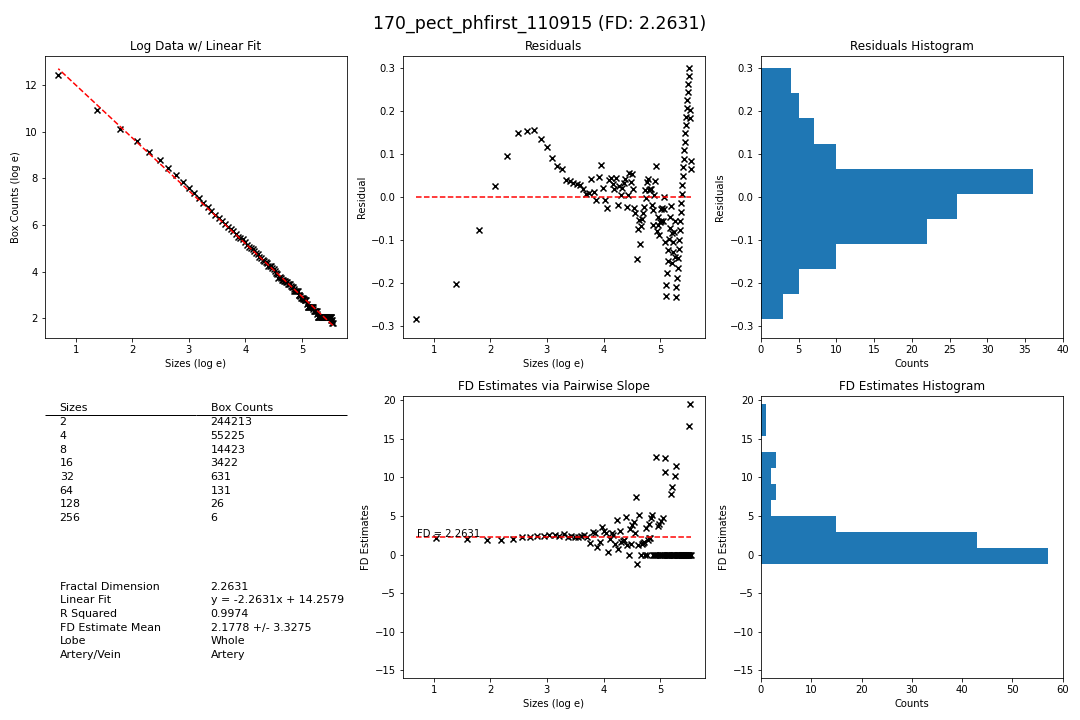 170_pect_phfirst_110915 (FD: 2.2631)
Log Data w/ Linear Fit
Box Counts (log e)
12
10
8
6
4
2
1 2 3 4 5
Sizes (log e)
Residuals
Residual
0.3
0.2
0.1
0.0
−0.1
−0.2
−0.3
1 2 3 4 5
Sizes (log e)
Residuals Histogram
Residuals
0.3
0.2
0.1
0.0
−0.1
−0.2
−0.3
0 5 10 15 20 25 30 35 40
Counts
Sizes Box Counts
2 244213
4 55225
8 14423
16 3422
32 631
64 131
128 26
256 6
Fractal Dimension 2.2631
Linear Fit y = -2.2631x + 14.2579
R Squared 0.9974
FD Estimate Mean 2.1778 +/- 3.3275
Lobe Whole
Artery/Vein Artery
FD Estimates via Pairwise Slope
FD Estimates
20
15
10
5
0
−5
−10
−15
FD = 2.2631
1 2 3 4 5
Sizes (log e)
FD Estimates Histogram
FD Estimates
20
15
10
5
0
−5
−10
−15
0 10 20 30 40 50 60
Counts